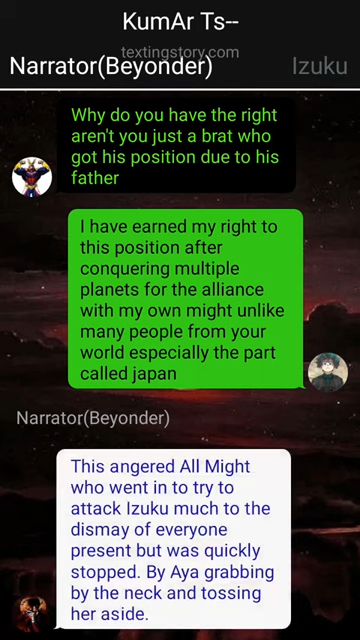 KumAr Ts--
textingstory.com
Narrator(Beyonder)
Izuku
Why do you have the right
aren't you just a brat who
got his position due to his
father
I have earned my right to
this position after
conquering multiple
planets for the alliance
with my own might unlike
many people from your
world especially the part
called japan
Narrator(Beyonder)
This angered All Might
who went in to try to
attack Izuku much to the
dismay of everyone
present but was quickly
stopped. By Aya grabbing
by the neck and tossing
her aside.